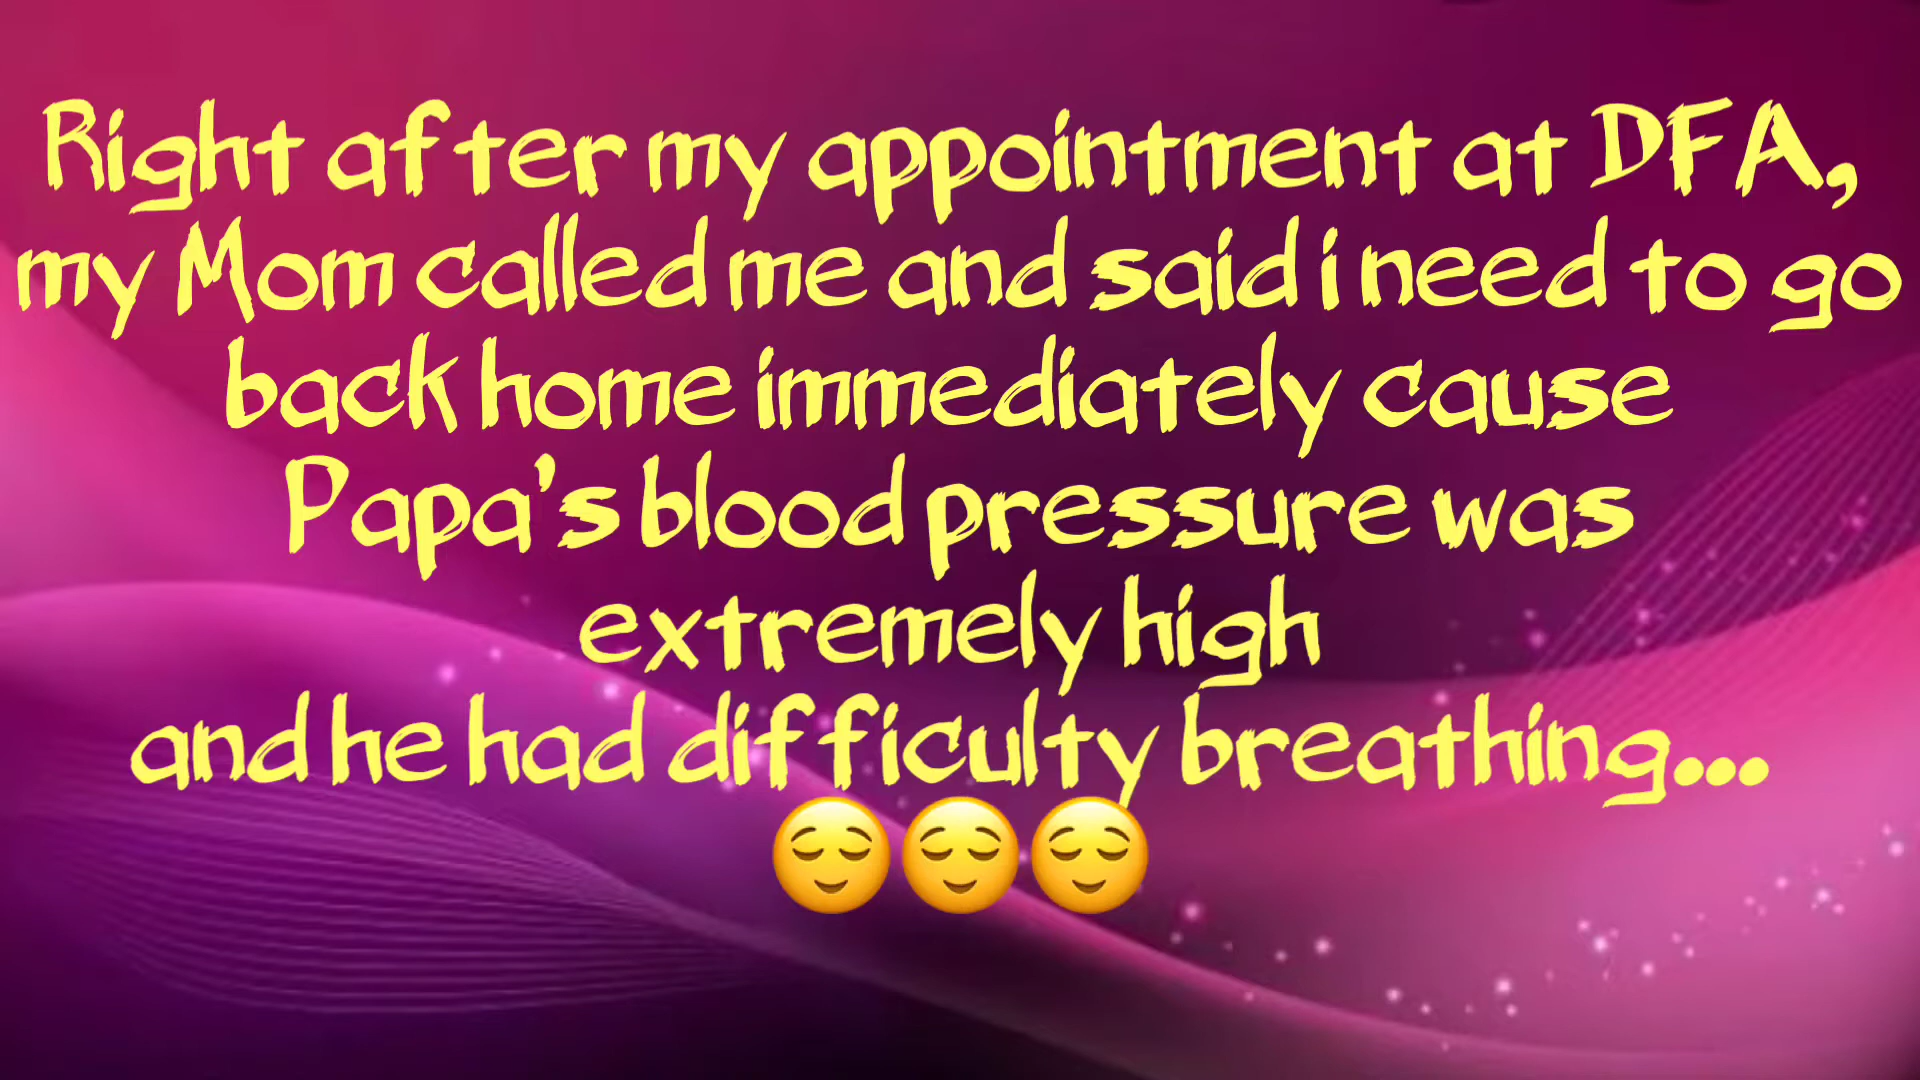 Right after my appointment at DFA,
my Mom called me and said i need to go
back home immediately cause
Papa's blood pressure was
extremely high
and he had difficulty breathing...
😌😌😌